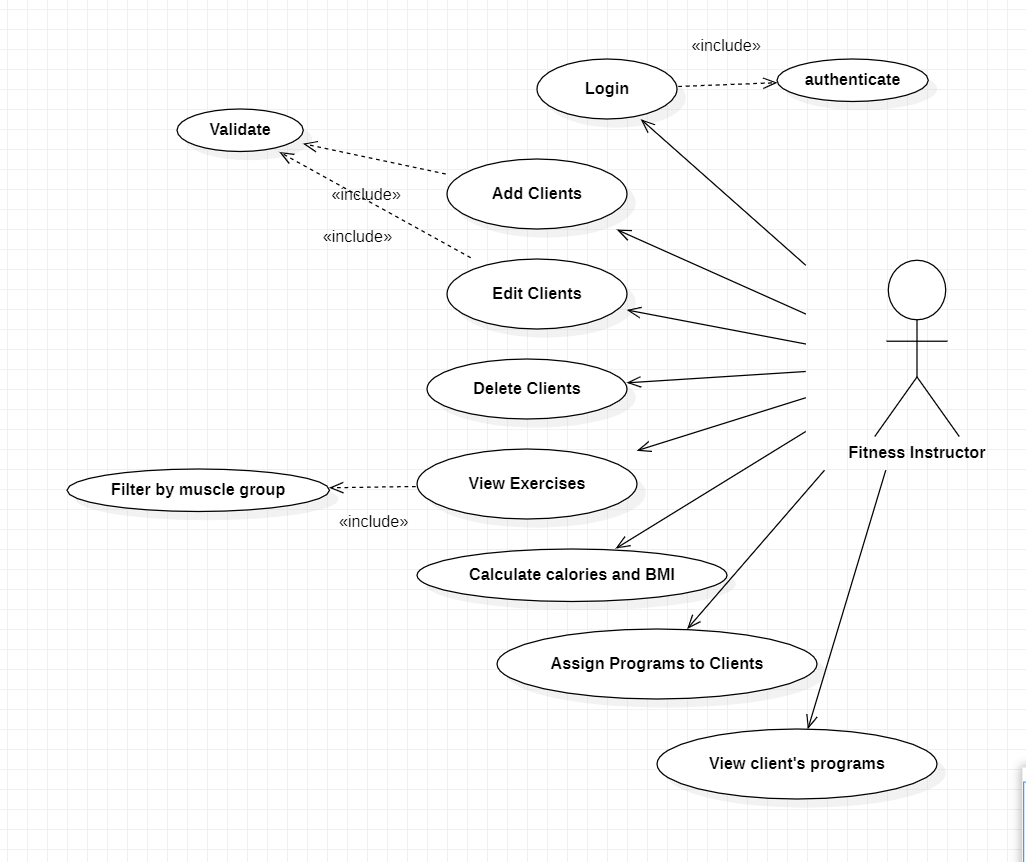 «include»
Login
authenticate
Validate
Add Clients
«include»
«include»
Edit Clients
Delete Clients
Fitness Instructor
View Exercises
Filter by muscle group
«include»
Calculate calories and BMI
Assign Programs to Clients
View client's programs